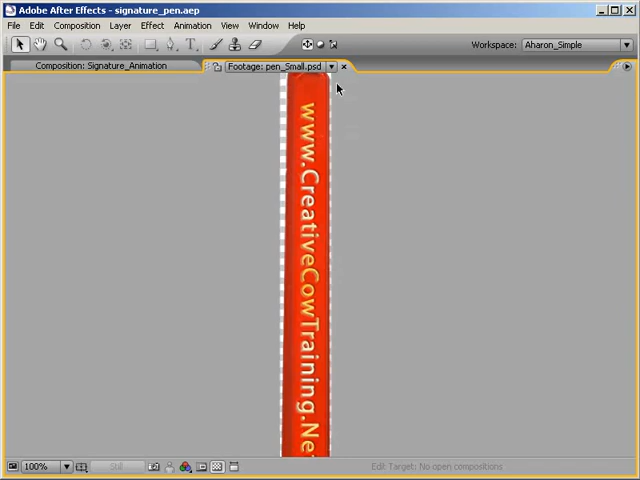 Adobe After Effects - signature_pen.aep
File Edit Composition Layer Effect Animation View Window Help
Workspace: Aharon_Simple
Composition: Signature_Animation
Footage: pen_Small.psd
www.CreativeCowTraining.Ne
100%
Still
Edit Target: No open compositions